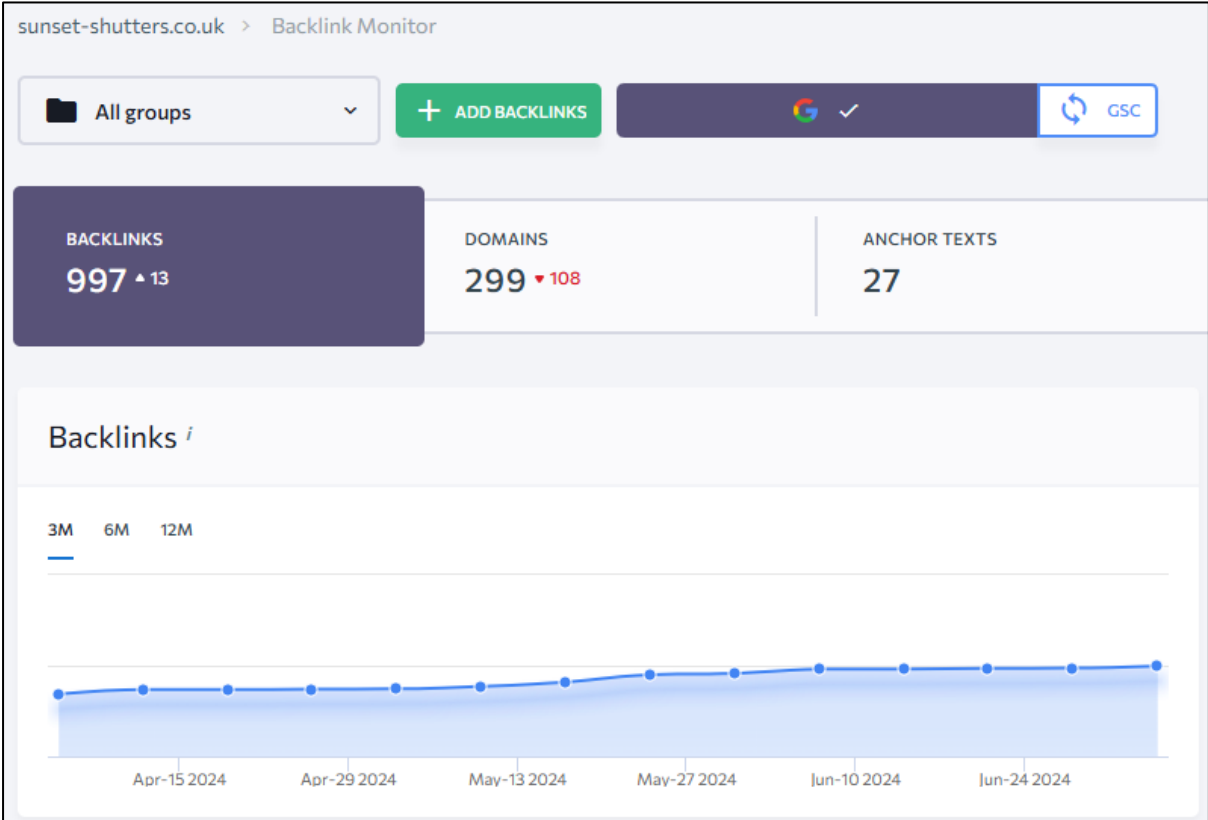 sunset-shutters.co.uk > Backlink Monitor
All groups
+ ADD BACKLINKS
G ✓
GSC
BACKLINKS
997 ▲ 13
DOMAINS
299 ▼ 108
ANCHOR TEXTS
27
Backlinks i
3M 6M 12M
Apr-15 2024 Apr-29 2024 May-13 2024 May-27 2024 Jun-10 2024 Jun-24 2024